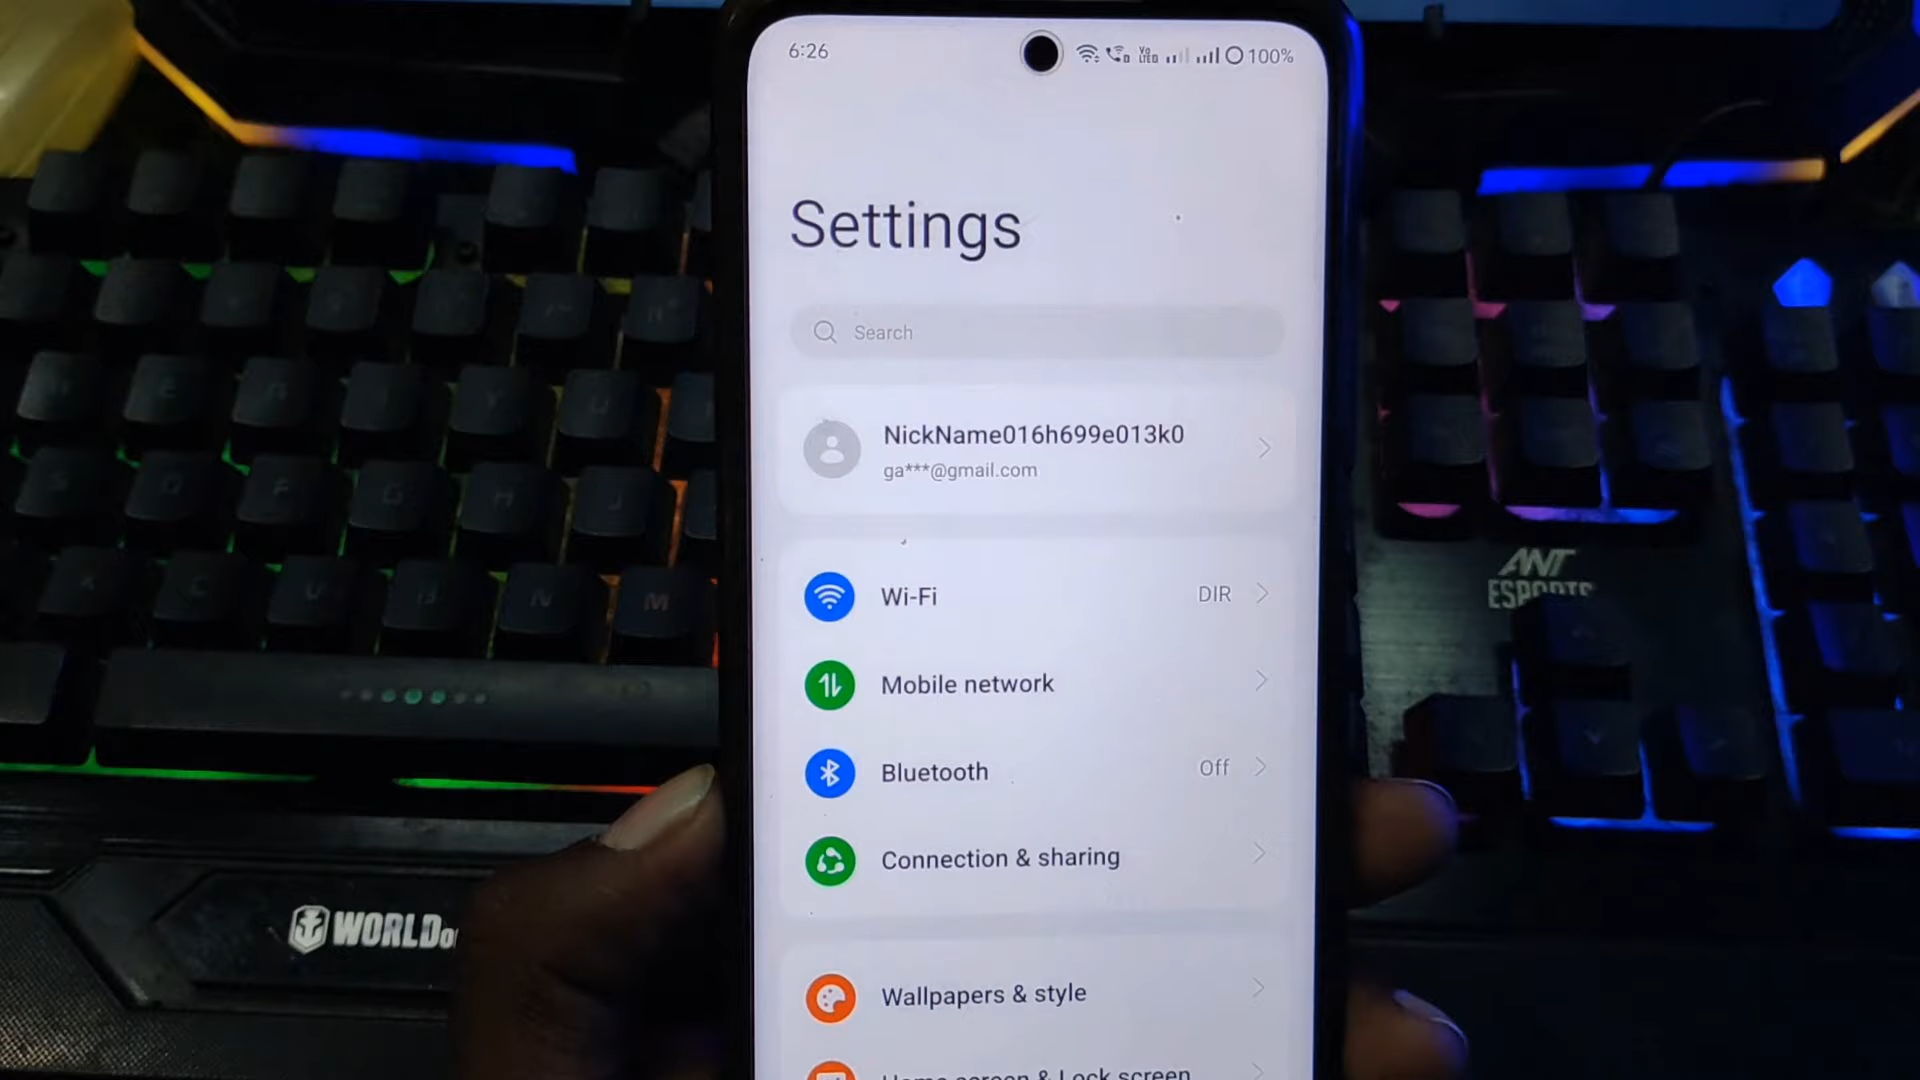 6:26
100%
Settings
Search
NickName016h699e013k0
ga***@gmail.com
Wi-Fi
DIR
Mobile network
Bluetooth
Off
Connection & sharing
Wallpapers & style
Home screen & Lock screen
ANT
ESPORTS
WORLD